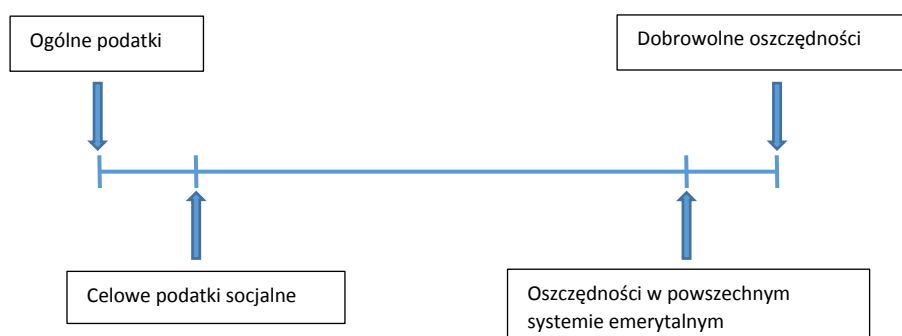 Ogólne podatki
Dobrowolne oszczędności
Celowe podatki socjalne
Oszczędności w powszechnym
systemie emerytalnym